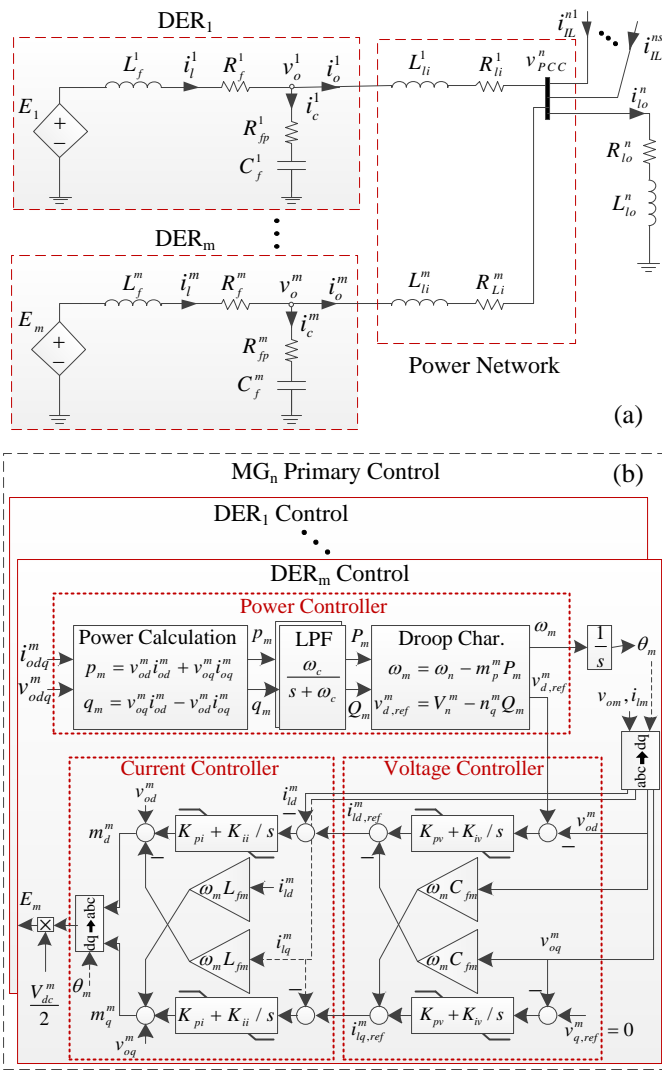 DER₁
L_f^1
i_l^1
R_f^1
v_o^1
i_o^1
i_c^1
E_1
+
−
R_fp^1
C_f^1
L_li^1
R_li^1
v_PCC^n
i_IL^n1
i_IL^ns
i_lo^n
R_lo^n
L_lo^n
DERₘ
L_f^m
i_l^m
R_f^m
v_o^m
i_o^m
i_c^m
E_m
+
−
R_fp^m
C_f^m
L_li^m
R_Li^m
Power Network
(a)
MGₙ Primary Control
(b)
DER₁ Control
DERₘ Control
Power Controller
i_odq^m
v_odq^m
Power Calculation
p_m = v_od^m i_od^m + v_oq^m i_oq^m
q_m = v_oq^m i_od^m − v_od^m i_oq^m
p_m
q_m
LPF
ω_c / (s + ω_c)
P_m
Q_m
Droop Char.
ω_m = ω_n − m_p^m P_m
v_d,ref^m = V_n^m − n_q^m Q_m
ω_m
v_d,ref^m
1/s
θ_m
v_om, i_lm
abc→dq
Current Controller
Voltage Controller
v_od^m
m_d^m
K_pi + K_ii / s
−
i_ld^m
−
i_ld,ref^m
K_pv + K_iv / s
−
v_od^m
−
−
ω_m L_fm
i_ld^m
ω_m C_fm
E_m
dq→abc
ω_m L_fm
i_lq^m
ω_m C_fm
v_oq^m
V_dc^m / 2
θ_m
m_q^m
v_oq^m
K_pi + K_ii / s
−
i_lq,ref^m
K_pv + K_iv / s
−
v_q,ref^m = 0